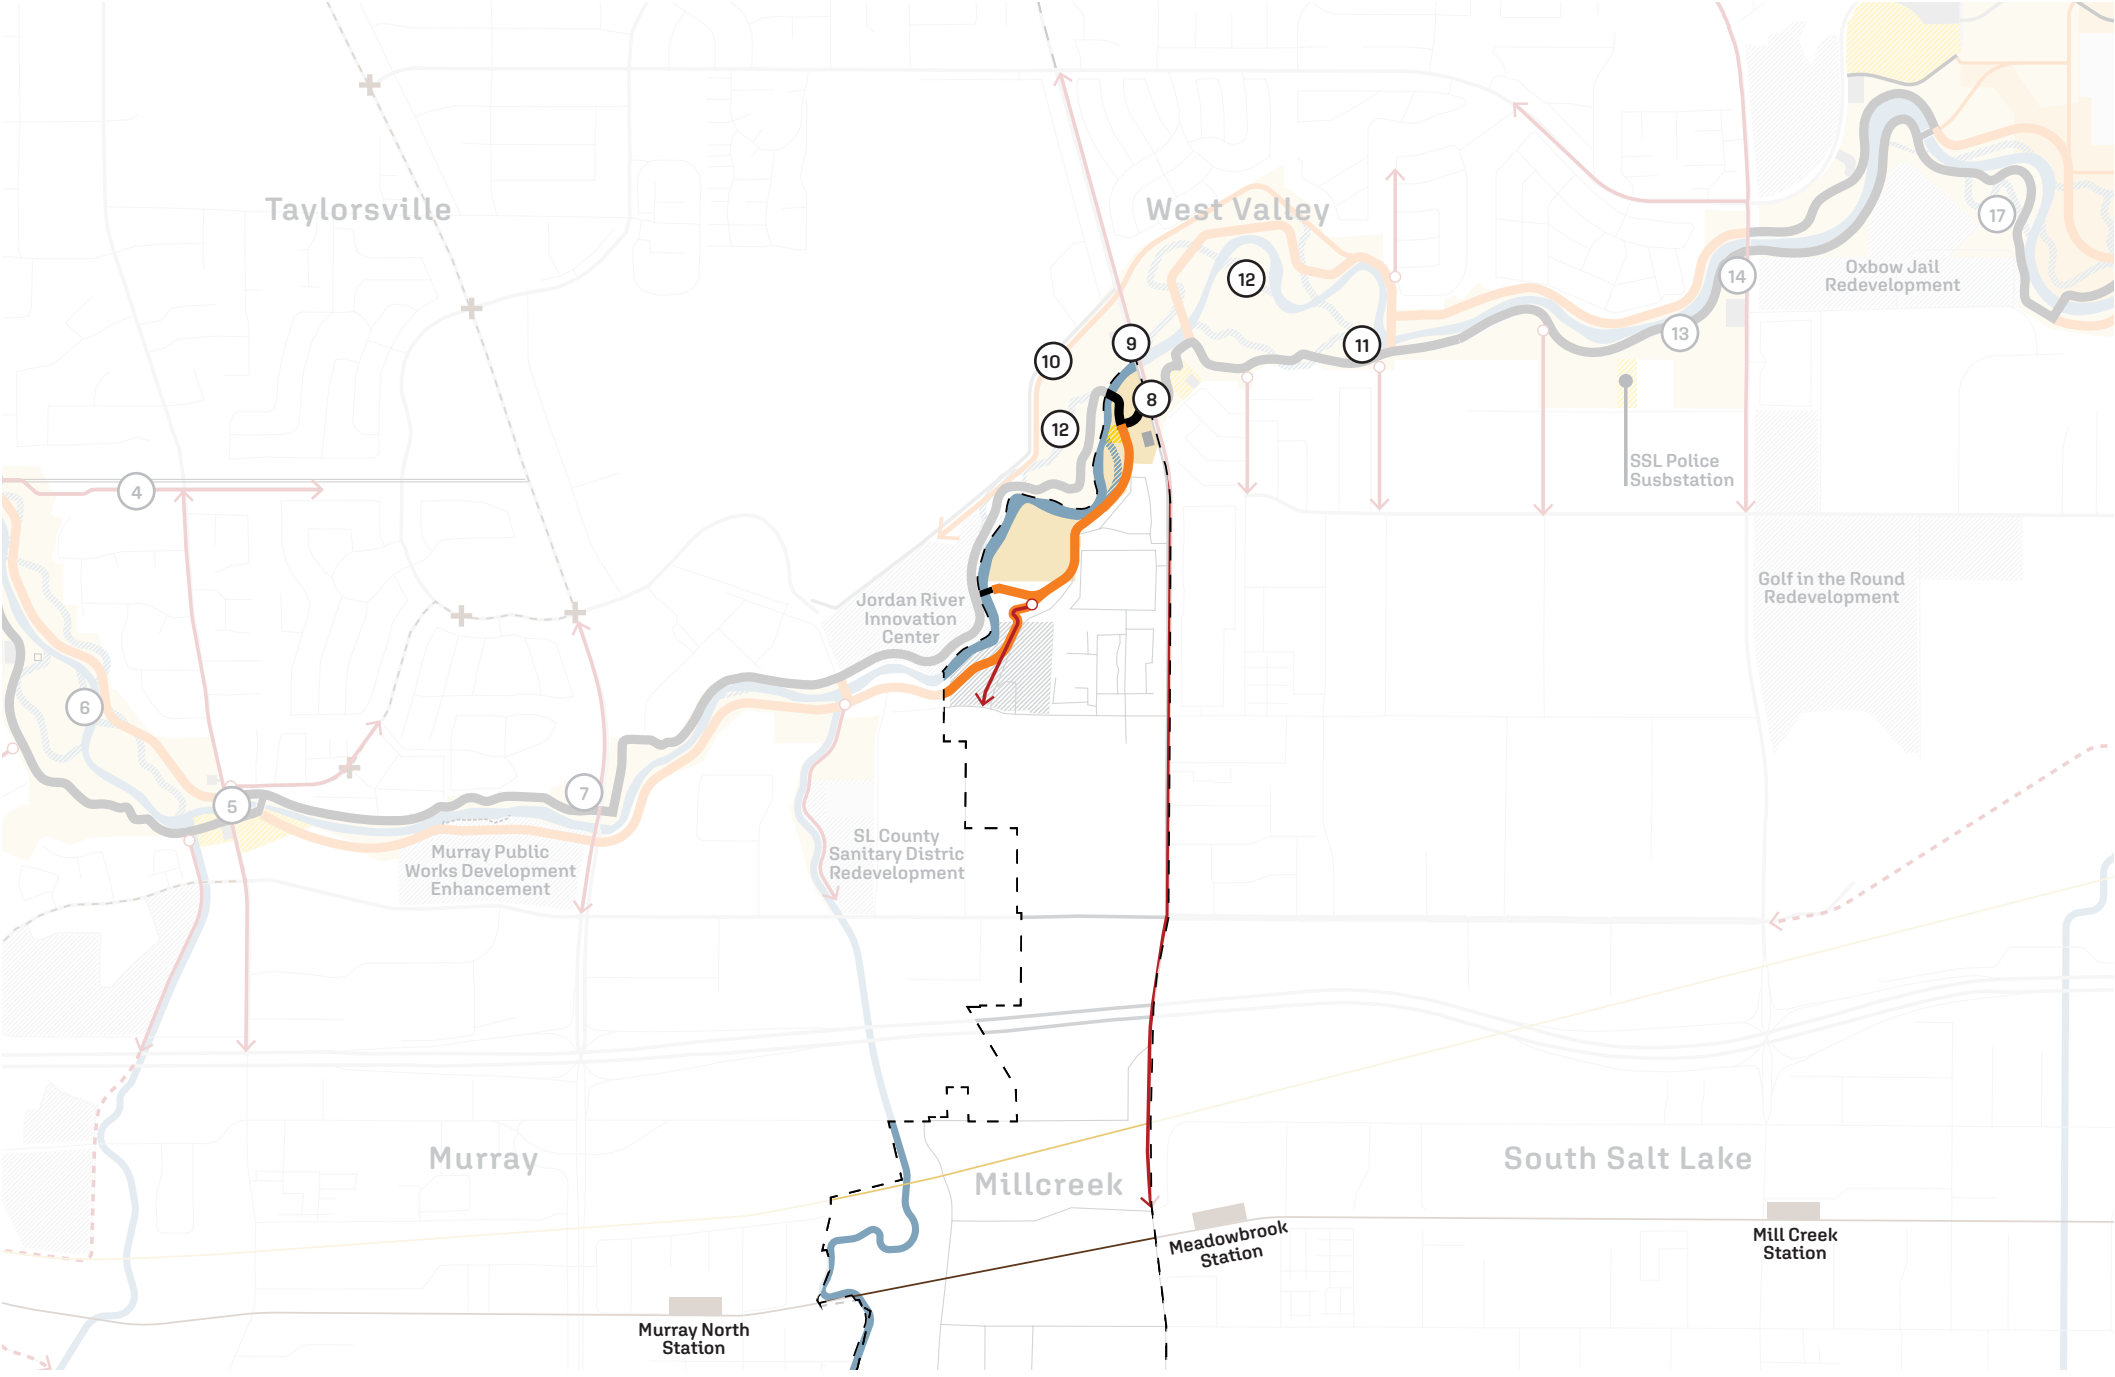 Taylorsville
West Valley
17
Oxbow Jail
Redevelopment
12
14
13
9
11
10
8
12
SSL Police
Susbstation
4
Golf in the Round
Redevelopment
Jordan River
Innovation
Center
6
7
5
SL County
Sanitary Distric
Redevelopment
Murray Public
Works Development
Enhancement
Murray
Millcreek
South Salt Lake
Meadowbrook
Station
Mill Creek
Station
Murray North
Station